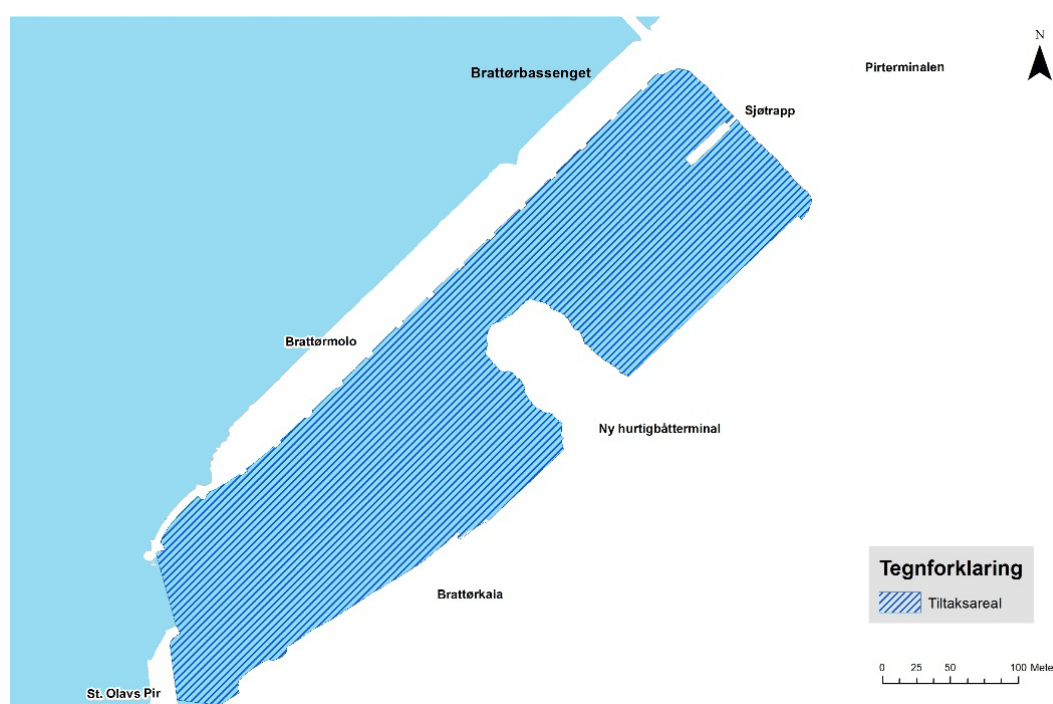 N
Brattørbassenget
Pirterminalen
Sjøtrapp
Brattørmolo
Ny hurtigbåtterminal
Brattørkaia
St. Olavs Pir
Tegnforklaring
Tiltaksareal
0 25 50 100 Mete